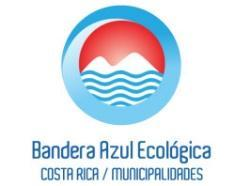 Bandera Azul Ecológica
COSTA RICA / MUNICIPALIDADES